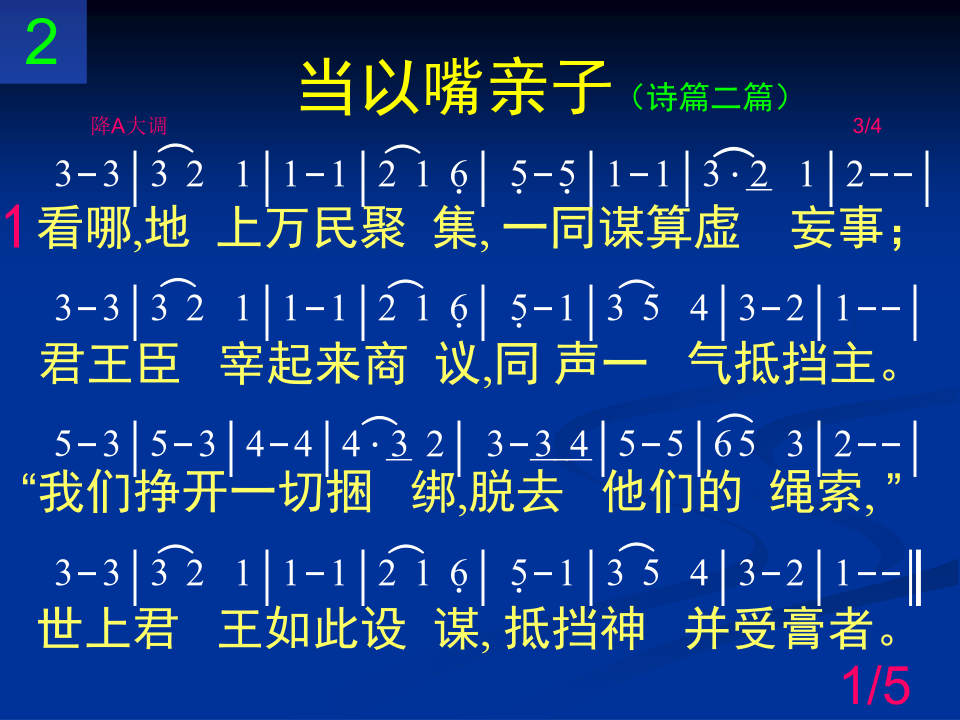 2
当以嘴亲子（诗篇二篇）
降A大调 3/4
3-3|3 2 1|1-1|2 1 6̣| 5̣-5̣|1-1|3·2̲ 1|2--|
1 看哪,地 上万民聚 集, 一同谋算虚 妄事；
3-3|3 2 1|1-1|2 1 6̣| 5̣-1|3 5 4|3-2|1--|
君王臣 宰起来商 议,同 声一 气抵挡主。
5-3|5-3|4-4|4·3̲ 2| 3-3̲ 4̲|5-5|6 5 3|2--|
“我们挣开一切捆 绑,脱去 他们的 绳索, ”
3-3|3 2 1|1-1|2 1 6̣| 5̣-1|3 5 4|3-2|1--‖
世上君 王如此设 谋, 抵挡神 并受膏者。
1/5